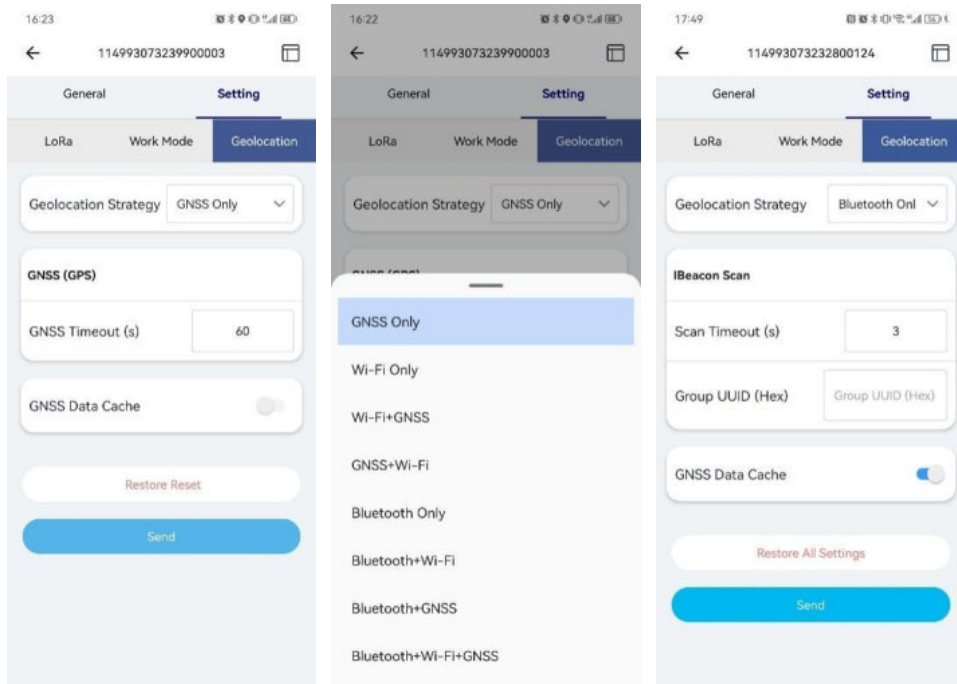 16:23
114993073239900003
General Setting
LoRa Work Mode Geolocation
Geolocation Strategy GNSS Only
GNSS (GPS)
GNSS Timeout (s) 60
GNSS Data Cache
Restore Reset
Send
16:22
114993073239900003
General Setting
LoRa Work Mode Geolocation
Geolocation Strategy GNSS Only
GNSS (GPS)
GNSS Only
Wi-Fi Only
Wi-Fi+GNSS
GNSS+Wi-Fi
Bluetooth Only
Bluetooth+Wi-Fi
Bluetooth+GNSS
Bluetooth+Wi-Fi+GNSS
17:49
114993073232800124
General Setting
LoRa Work Mode Geolocation
Geolocation Strategy Bluetooth Onl
IBeacon Scan
Scan Timeout (s) 3
Group UUID (Hex) Group UUID (Hex)
GNSS Data Cache
Restore All Settings
Send